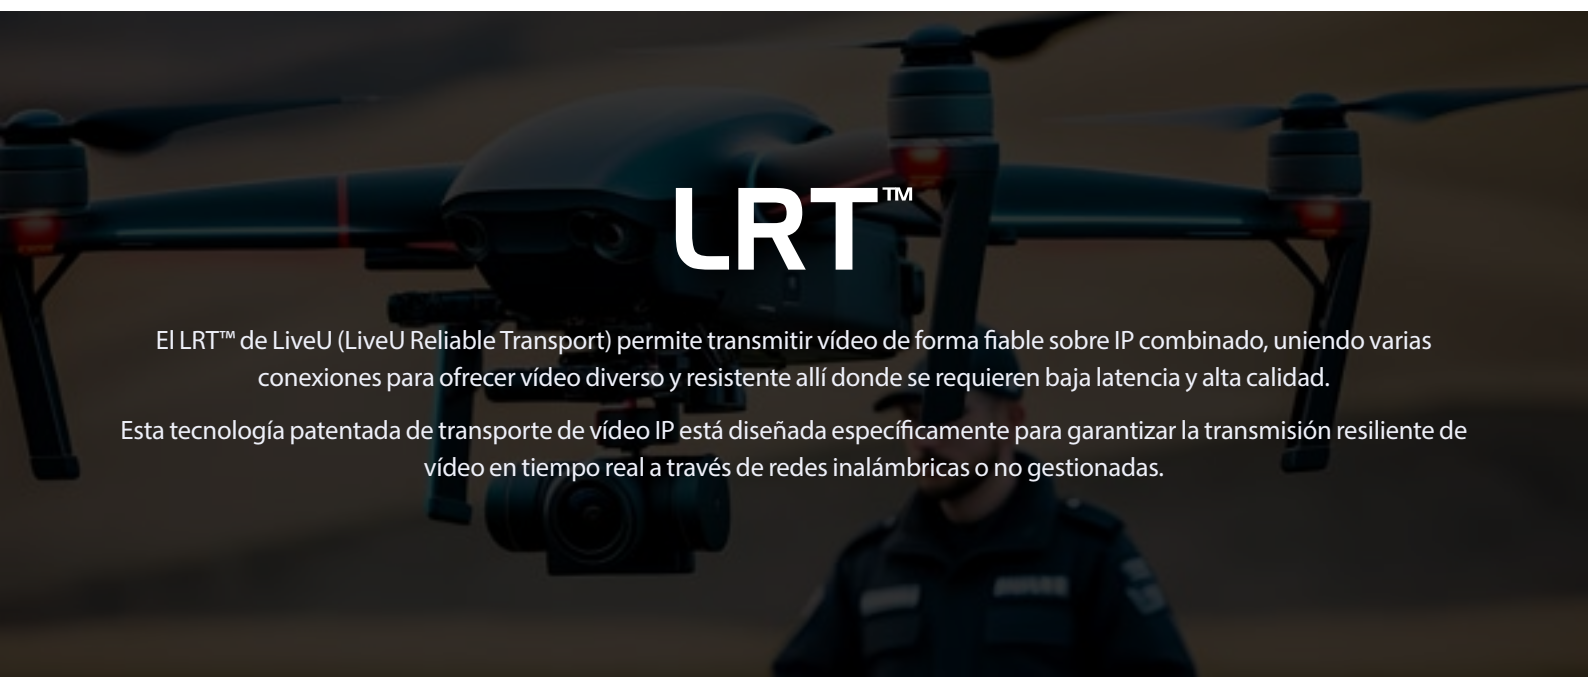 LRT™
El LRT™ de LiveU (LiveU Reliable Transport) permite transmitir vídeo de forma fiable sobre IP combinado, uniendo varias
conexiones para ofrecer vídeo diverso y resistente allí donde se requieren baja latencia y alta calidad.
Esta tecnología patentada de transporte de vídeo IP está diseñada específicamente para garantizar la transmisión resiliente de
vídeo en tiempo real a través de redes inalámbricas o no gestionadas.